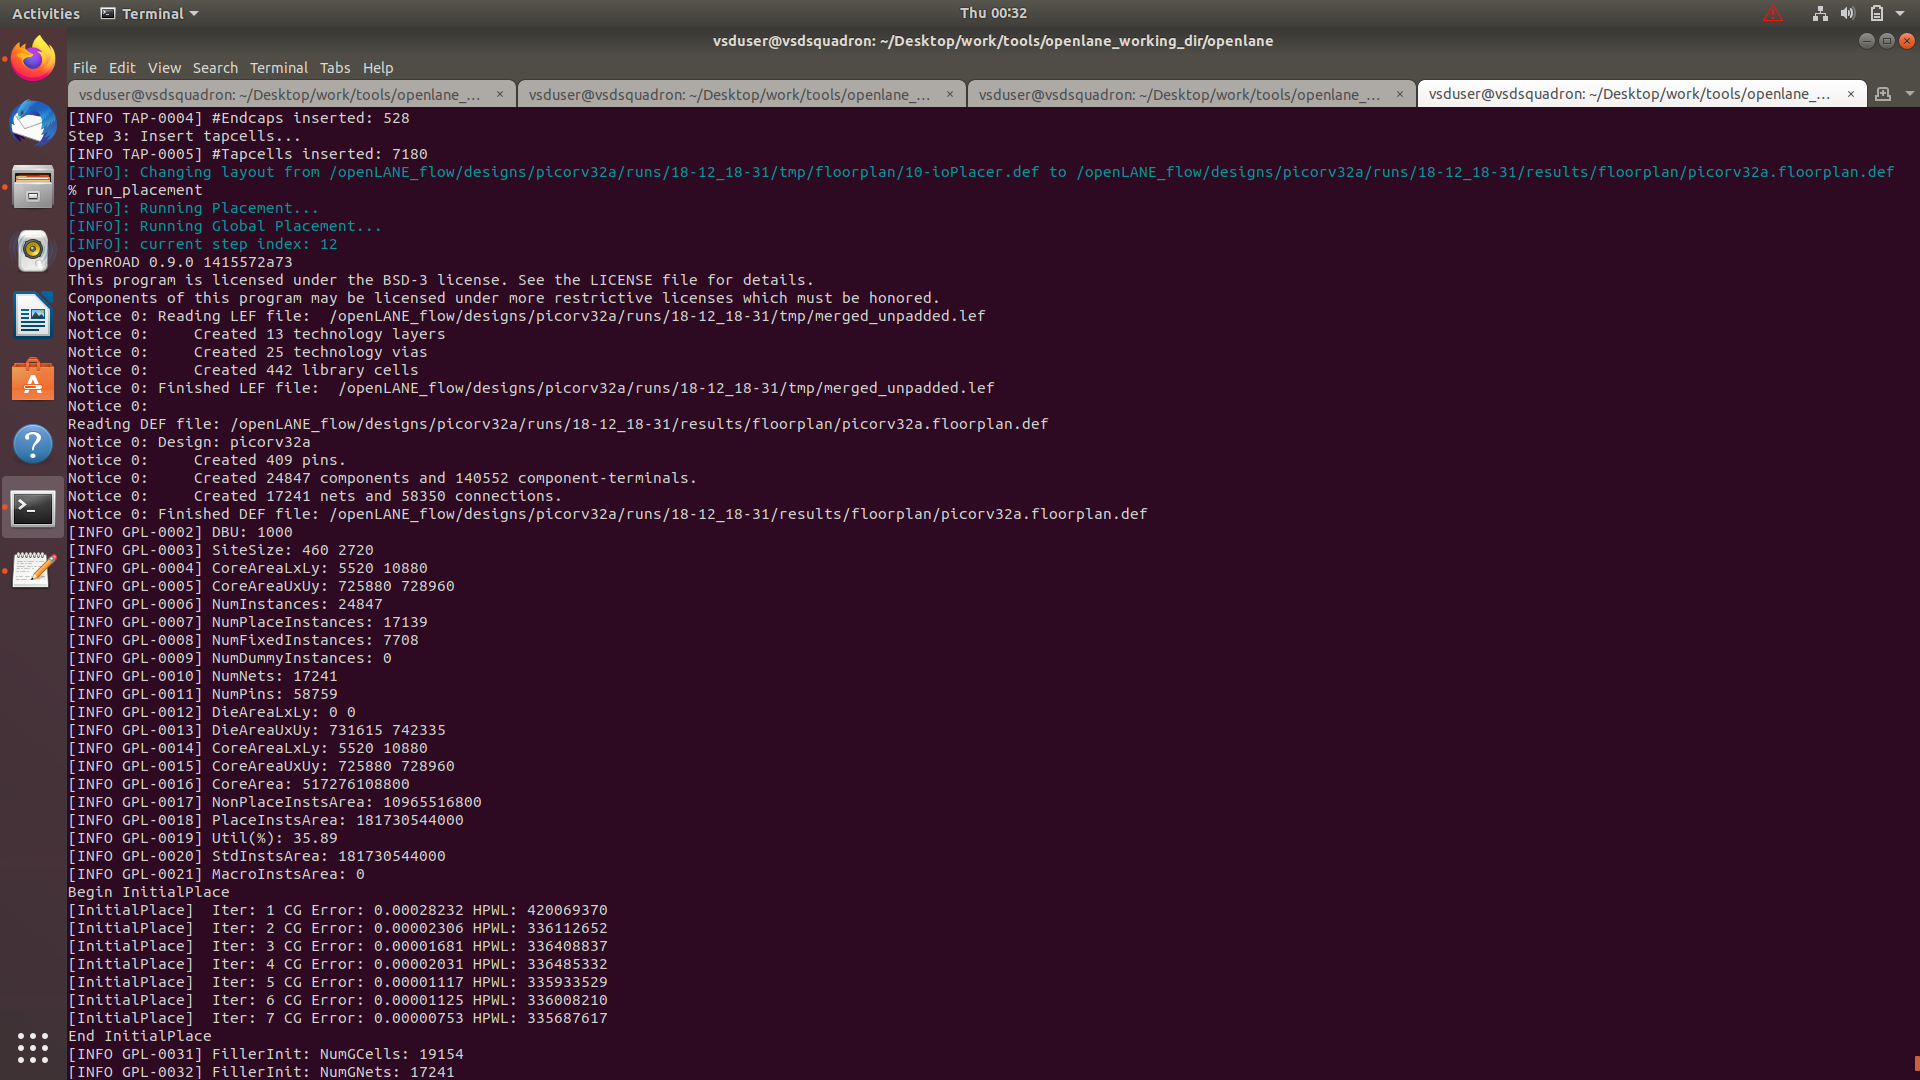 Activities Terminal Thu 00:32
vsduser@vsdsquadron: ~/Desktop/work/tools/openlane_working_dir/openlane
File Edit View Search Terminal Tabs Help
vsduser@vsdsquadron: ~/Desktop/work/tools/openlane_... × vsduser@vsdsquadron: ~/Desktop/work/tools/openlane_... × vsduser@vsdsquadron: ~/Desktop/work/tools/openlane_... × vsduser@vsdsquadron: ~/Desktop/work/tools/openlane_... ×
[INFO TAP-0004] #Endcaps inserted: 528
Step 3: Insert tapcells...
[INFO TAP-0005] #Tapcells inserted: 7180
[INFO]: Changing layout from /openLANE_flow/designs/picorv32a/runs/18-12_18-31/tmp/floorplan/10-ioPlacer.def to /openLANE_flow/designs/picorv32a/runs/18-12_18-31/results/floorplan/picorv32a.floorplan.def
% run_placement
[INFO]: Running Placement...
[INFO]: Running Global Placement...
[INFO]: current step index: 12
OpenROAD 0.9.0 1415572a73
This program is licensed under the BSD-3 license. See the LICENSE file for details.
Components of this program may be licensed under more restrictive licenses which must be honored.
Notice 0: Reading LEF file:  /openLANE_flow/designs/picorv32a/runs/18-12_18-31/tmp/merged_unpadded.lef
Notice 0:     Created 13 technology layers
Notice 0:     Created 25 technology vias
Notice 0:     Created 442 library cells
Notice 0: Finished LEF file:  /openLANE_flow/designs/picorv32a/runs/18-12_18-31/tmp/merged_unpadded.lef
Notice 0:
Reading DEF file: /openLANE_flow/designs/picorv32a/runs/18-12_18-31/results/floorplan/picorv32a.floorplan.def
Notice 0: Design: picorv32a
Notice 0:     Created 409 pins.
Notice 0:     Created 24847 components and 140552 component-terminals.
Notice 0:     Created 17241 nets and 58350 connections.
Notice 0: Finished DEF file: /openLANE_flow/designs/picorv32a/runs/18-12_18-31/results/floorplan/picorv32a.floorplan.def
[INFO GPL-0002] DBU: 1000
[INFO GPL-0003] SiteSize: 460 2720
[INFO GPL-0004] CoreAreaLxLy: 5520 10880
[INFO GPL-0005] CoreAreaUxUy: 725880 728960
[INFO GPL-0006] NumInstances: 24847
[INFO GPL-0007] NumPlaceInstances: 17139
[INFO GPL-0008] NumFixedInstances: 7708
[INFO GPL-0009] NumDummyInstances: 0
[INFO GPL-0010] NumNets: 17241
[INFO GPL-0011] NumPins: 58759
[INFO GPL-0012] DieAreaLxLy: 0 0
[INFO GPL-0013] DieAreaUxUy: 731615 742335
[INFO GPL-0014] CoreAreaLxLy: 5520 10880
[INFO GPL-0015] CoreAreaUxUy: 725880 728960
[INFO GPL-0016] CoreArea: 517276108800
[INFO GPL-0017] NonPlaceInstsArea: 10965516800
[INFO GPL-0018] PlaceInstsArea: 181730544000
[INFO GPL-0019] Util(%): 35.89
[INFO GPL-0020] StdInstsArea: 181730544000
[INFO GPL-0021] MacroInstsArea: 0
Begin InitialPlace
[InitialPlace]  Iter: 1 CG Error: 0.00028232 HPWL: 420069370
[InitialPlace]  Iter: 2 CG Error: 0.00002306 HPWL: 336112652
[InitialPlace]  Iter: 3 CG Error: 0.00001681 HPWL: 336408837
[InitialPlace]  Iter: 4 CG Error: 0.00002031 HPWL: 336485332
[InitialPlace]  Iter: 5 CG Error: 0.00001117 HPWL: 335933529
[InitialPlace]  Iter: 6 CG Error: 0.00001125 HPWL: 336008210
[InitialPlace]  Iter: 7 CG Error: 0.00000753 HPWL: 335687617
End InitialPlace
[INFO GPL-0031] FillerInit: NumGCells: 19154
[INFO GPL-0032] FillerInit: NumGNets: 17241